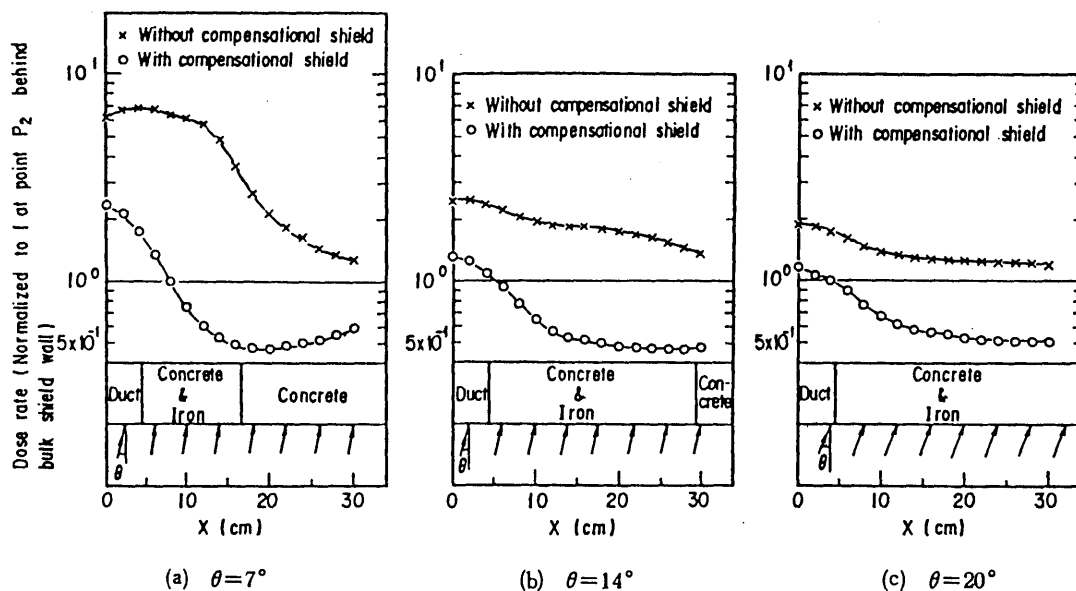 Dose rate (Normalized to 1 at point P₂ behind
bulk shield wall)
× Without compensational shield
○ With compensational shield
10¹
10⁰
5x10⁻¹
Duct
Concrete
&
Iron
Concrete
θ
0 10 20 30
X (cm)
(a) θ=7°
10¹
× Without compensational shield
○ With compensational shield
10⁰
5x10⁻¹
Duct
Concrete
&
Iron
Con-
crete
θ
0 10 20 30
X (cm)
(b) θ=14°
10¹
× Without compensational shield
○ With compensational shield
10⁰
5x10⁻¹
Duct
Concrete
&
Iron
θ
0 10 20 30
X (cm)
(c) θ=20°